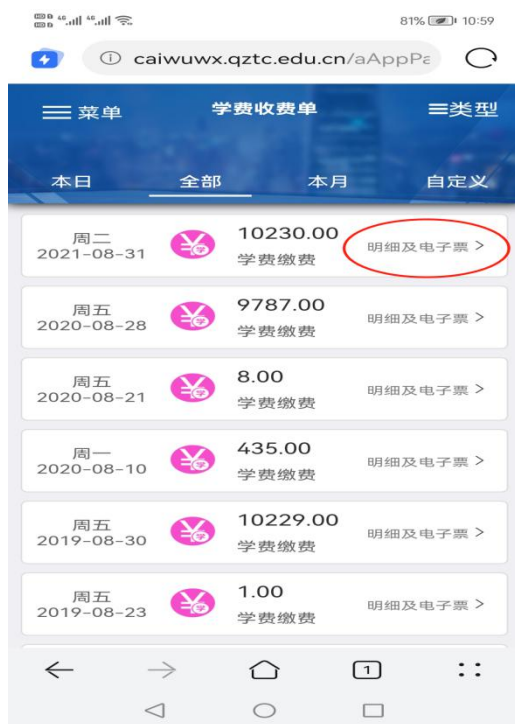 81% 10:59
caiwuwx.qztc.edu.cn/aAppPa
菜单 学费收费单 类型
本日 全部 本月 自定义
周二 10230.00
2021-08-31 学费缴费 明细及电子票 >
周五 9787.00
2020-08-28 学费缴费 明细及电子票 >
周五 8.00
2020-08-21 学费缴费 明细及电子票 >
周一 435.00
2020-08-10 学费缴费 明细及电子票 >
周五 10229.00
2019-08-30 学费缴费 明细及电子票 >
周五 1.00
2019-08-23 学费缴费 明细及电子票 >
1